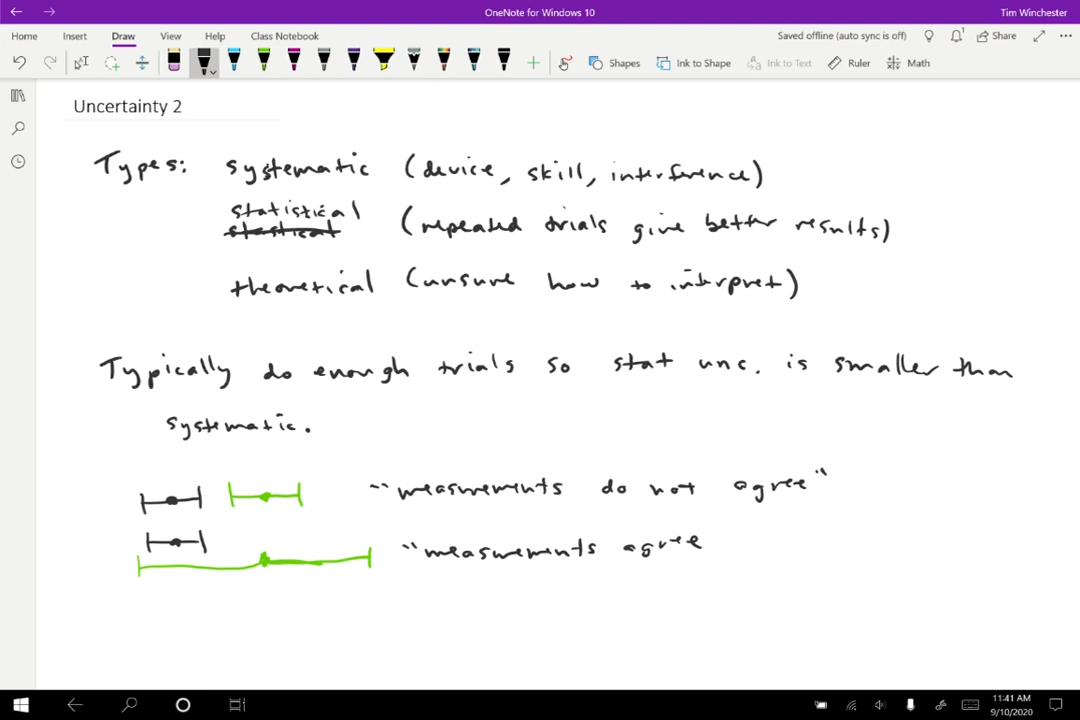 OneNote for Windows 10
Tim Winchester
Home Insert Draw View Help Class Notebook
Saved offline (auto sync is off) Share
Shapes Ink to Shape Ink to Text Ruler Math
Uncertainty 2
Types: systematic (device, skill, interference)
statistical
stastical (repeated trials give better results)
theoretical (unsure how to interpret)
Typically do enough trials so stat unc. is smaller than
systematic.
"measurements do not agree"
"measurements agree
11:41 AM
9/10/2020